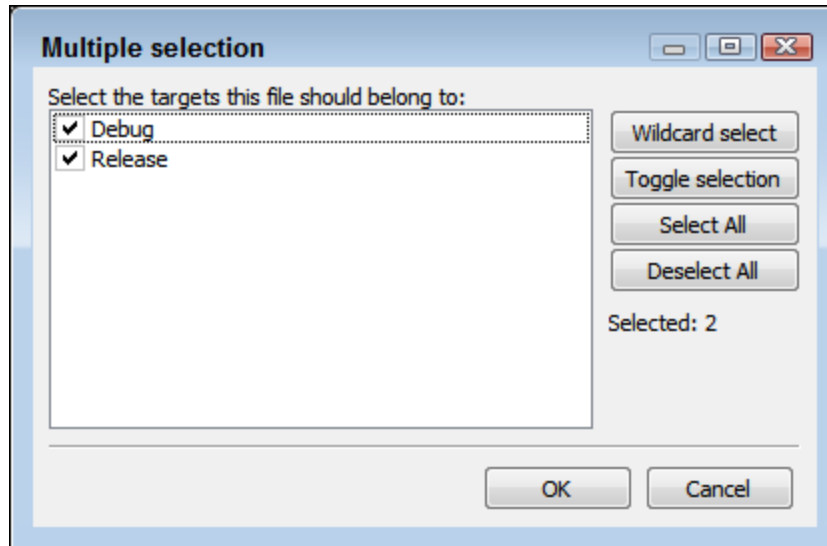 Multiple selection
Select the targets this file should belong to:
Debug
Release
Wildcard select
Toggle selection
Select All
Deselect All
Selected: 2
OK
Cancel